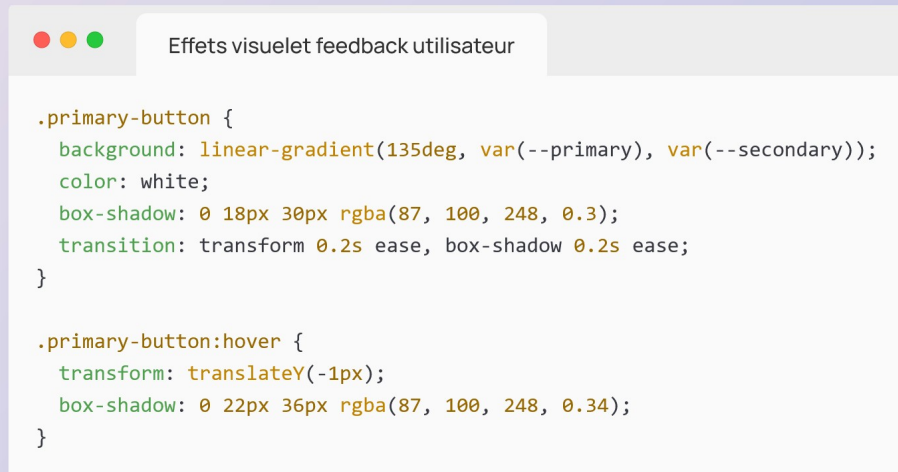 Effets visuelet feedback utilisateur
.primary-button {
  background: linear-gradient(135deg, var(--primary), var(--secondary));
  color: white;
  box-shadow: 0 18px 30px rgba(87, 100, 248, 0.3);
  transition: transform 0.2s ease, box-shadow 0.2s ease;
}
.primary-button:hover {
  transform: translateY(-1px);
  box-shadow: 0 22px 36px rgba(87, 100, 248, 0.34);
}